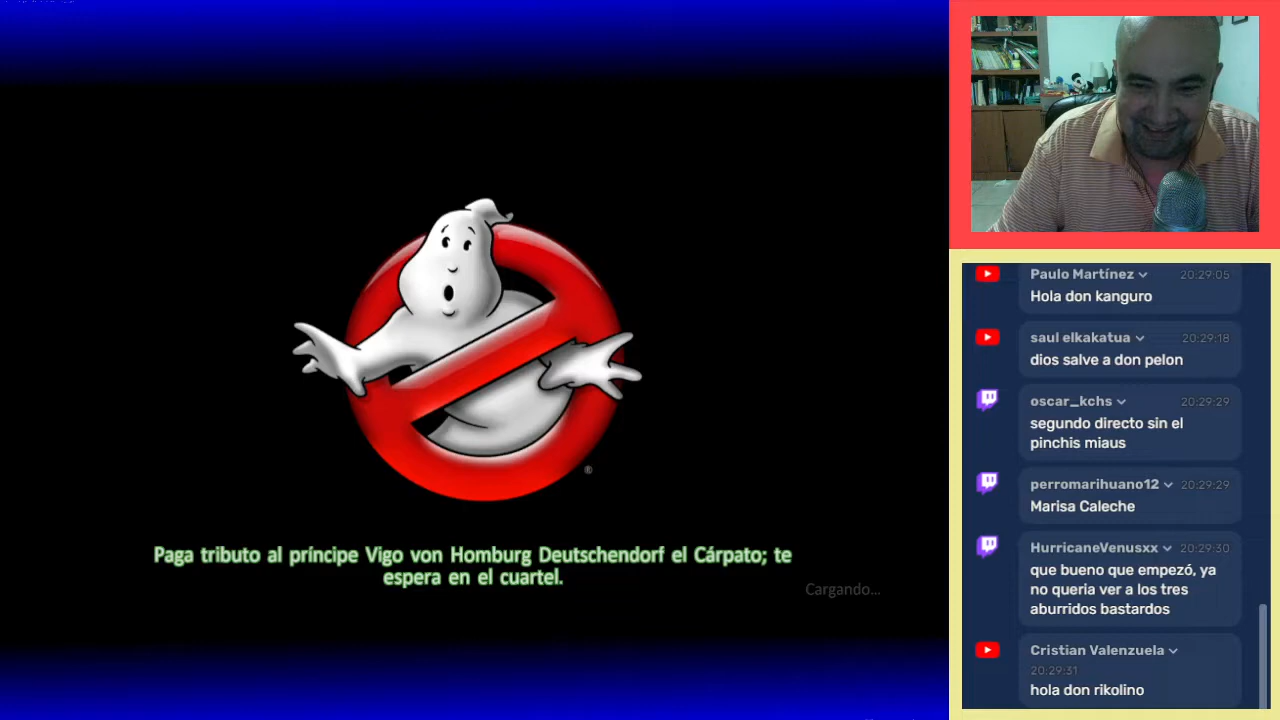 Paga tributo al príncipe Vigo von Homburg Deutschendorf el Cárpato; te
espera en el cuartel.
Cargando...
®
Paulo Martínez 20:29:05
Hola don kanguro
saul elkakatua 20:29:18
dios salve a don pelon
oscar_kchs 20:29:29
segundo directo sin el
pinchis miaus
perromarihuano12 20:29:29
Marisa Caleche
HurricaneVenusxx 20:29:30
que bueno que empezó, ya
no queria ver a los tres
aburridos bastardos
Cristian Valenzuela
20:29:31
hola don rikolino